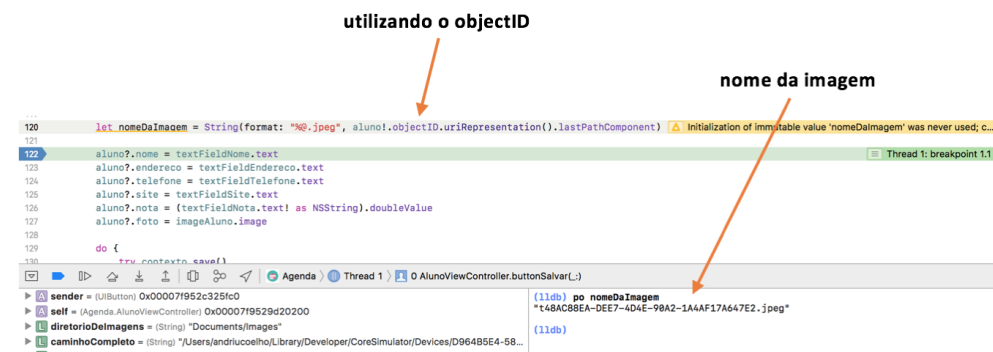 utilizando o objectID
nome da imagem
120 let nomeDaImagem = String(format: "%@.jpeg", aluno!.objectID.uriRepresentation().lastPathComponent) Initialization of immutable value 'nomeDaImagem' was never used; c...
121
122 aluno?.nome = textFieldNome.text Thread 1: breakpoint 1.1
123 aluno?.endereco = textFieldEndereco.text
124 aluno?.telefone = textFieldTelefone.text
125 aluno?.site = textFieldSite.text
126 aluno?.nota = (textFieldNota.text! as NSString).doubleValue
127 aluno?.foto = imageAluno.image
128
129 do {
130 try contexto.save()
Agenda Thread 1 0 AlunoViewController.buttonSalvar(_:)
A sender = (UIButton) 0x00007f952c325fc0
A self = (Agenda.AlunoViewController) 0x00007f9529d20200
L diretorioDeImagens = (String) "Documents/Images"
L caminhoCompleto = (String) "/Users/andriucoelho/Library/Developer/CoreSimulator/Devices/D964B5E4-58...
(lldb) po nomeDaImagem
"t48AC88EA-DEE7-4D4E-90A2-1A4AF17A647E2.jpeg"
(lldb)